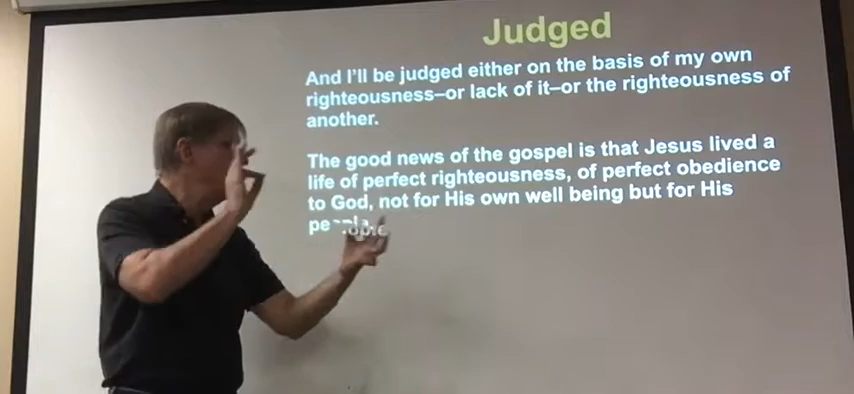 Judged
And I'll be judged either on the basis of my own
righteousness–or lack of it–or the righteousness of
another.
The good news of the gospel is that Jesus lived a
life of perfect righteousness, of perfect obedience
to God, not for His own well being but for His
people.